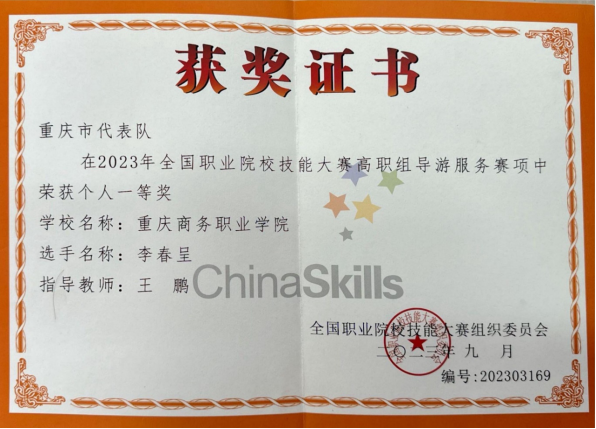 获奖证书
重庆市代表队
在2023年全国职业院校技能大赛高职组导游服务赛项中
荣获个人一等奖
学校名称：重庆商务职业学院
选手名称：李春呈
指导教师：王 鹏
ChinaSkills
全国职业院校技能大赛组织委员会
二〇二三年九 月
编号:202303169